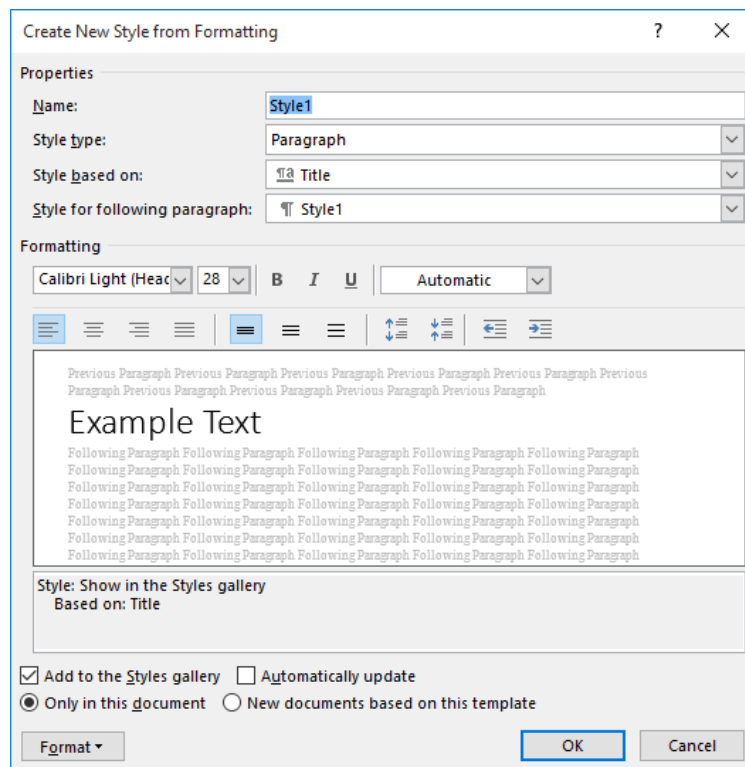 Create New Style from Formatting ?
Properties
Name: Style1
Style type: Paragraph
Style based on: ¶a Title
Style for following paragraph: ¶ Style1
Formatting
Calibri Light (Heac 28 B I U Automatic
Previous Paragraph Previous Paragraph Previous Paragraph Previous Paragraph Previous Paragraph Previous
Paragraph Previous Paragraph Previous Paragraph Previous Paragraph Previous Paragraph
Example Text
Following Paragraph Following Paragraph Following Paragraph Following Paragraph Following Paragraph
Following Paragraph Following Paragraph Following Paragraph Following Paragraph Following Paragraph
Following Paragraph Following Paragraph Following Paragraph Following Paragraph Following Paragraph
Following Paragraph Following Paragraph Following Paragraph Following Paragraph Following Paragraph
Following Paragraph Following Paragraph Following Paragraph Following Paragraph Following Paragraph
Following Paragraph Following Paragraph Following Paragraph Following Paragraph Following Paragraph
Following Paragraph Following Paragraph Following Paragraph Following Paragraph Following Paragraph
Style: Show in the Styles gallery
Based on: Title
Add to the Styles gallery Automatically update
Only in this document New documents based on this template
Format OK Cancel